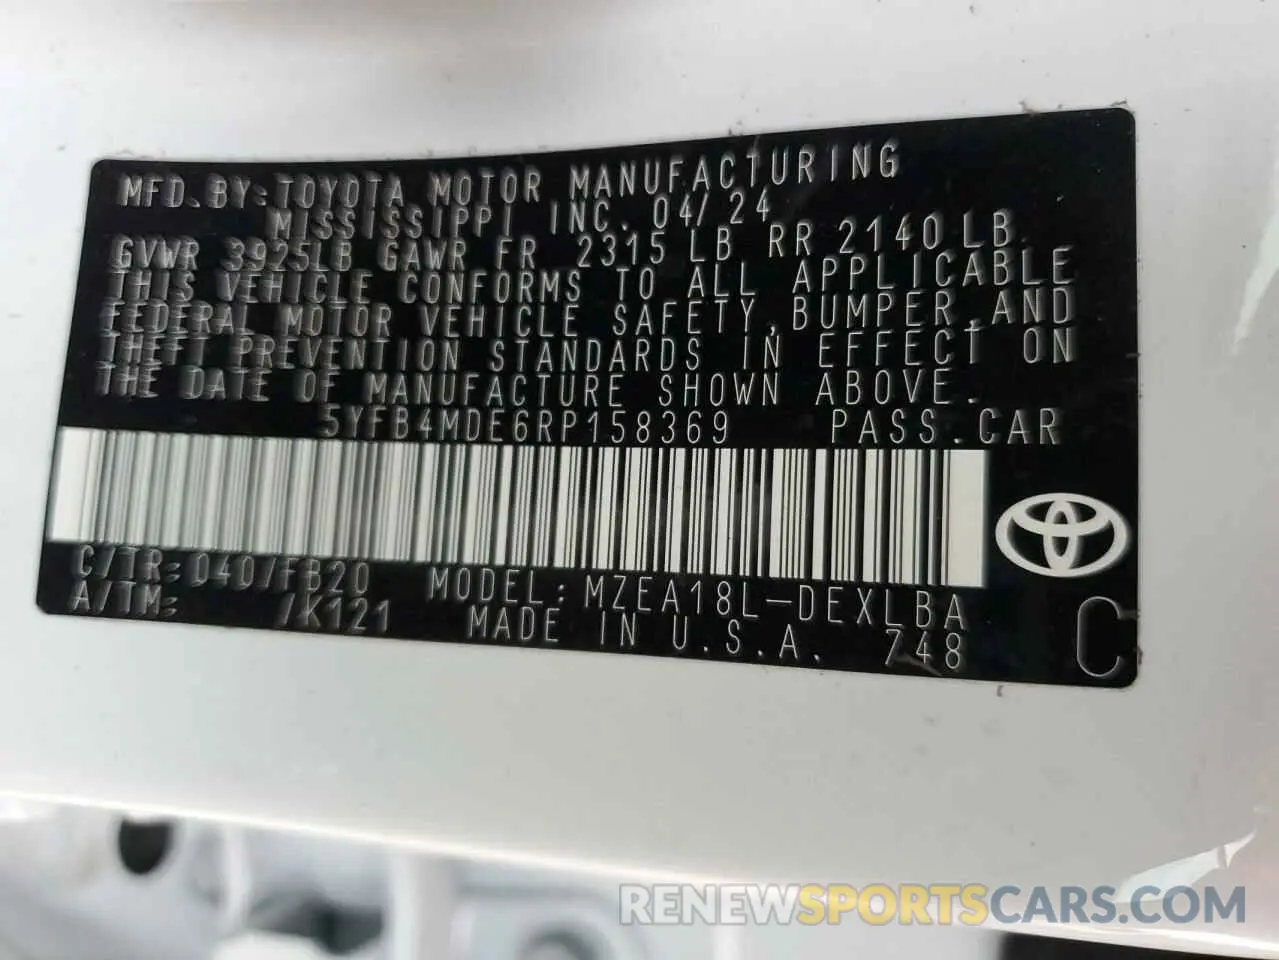 MFD. BY: TOYOTA MOTOR MANUFACTURING
MISSISSIPPI INC. 04/24
GVWR 3925LB GAWR FR 2315 LB RR 2140 LB
THIS VEHICLE CONFORMS TO ALL APPLICABLE
FEDERAL MOTOR VEHICLE SAFETY, BUMPER, AND
THEFT PREVENTION STANDARDS IN EFFECT ON
THE DATE OF MANUFACTURE SHOWN ABOVE.
5YFB4MDE6RP158369 PASS. CAR
C/TR: 040/FB20 MODEL: MZEA18L-DEXLBA
A/TM: /K121 MADE IN U.S.A. 748 C
RENEWSPORTSCARS.COM